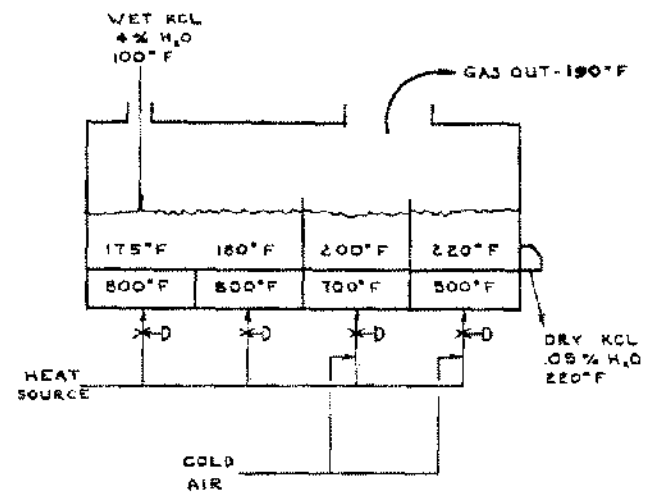 WET KCL
4% H₂O
100°F
GAS OUT-190°F
175°F 180°F 200°F 220°F
800°F 800°F 700°F 500°F
D D D D
DRY KCL
.05% H₂O
220°F
HEAT
SOURCE
COLD
AIR